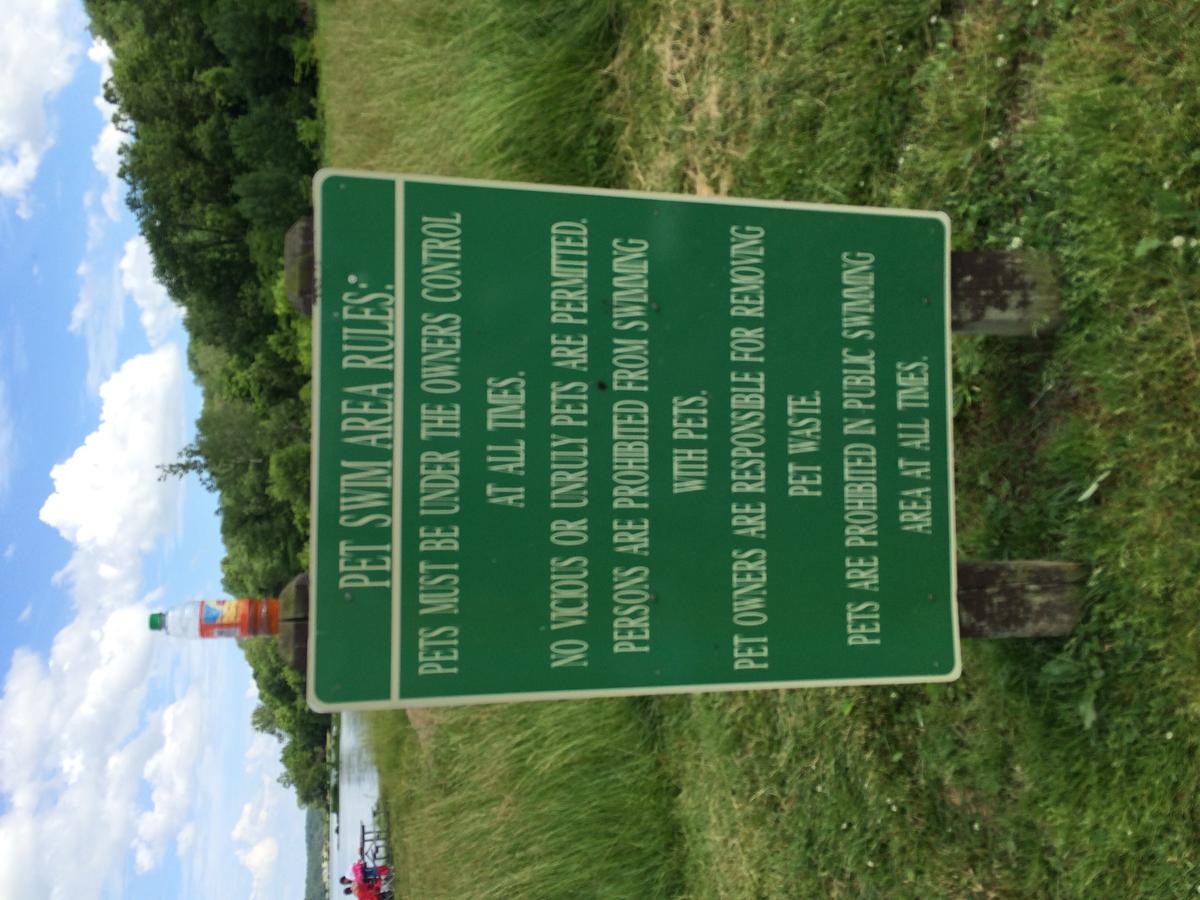 PET SWIM AREA RULES:
PETS MUST BE UNDER THE OWNERS CONTROL
AT ALL TIMES.
NO VICIOUS OR UNRULY PETS ARE PERMITTED.
PERSONS ARE PROHIBITED FROM SWIMMING
WITH PETS.
PET OWNERS ARE RESPONSIBLE FOR REMOVING
PET WASTE.
PETS ARE PROHIBITED IN PUBLIC SWIMMING
AREA AT ALL TIMES.